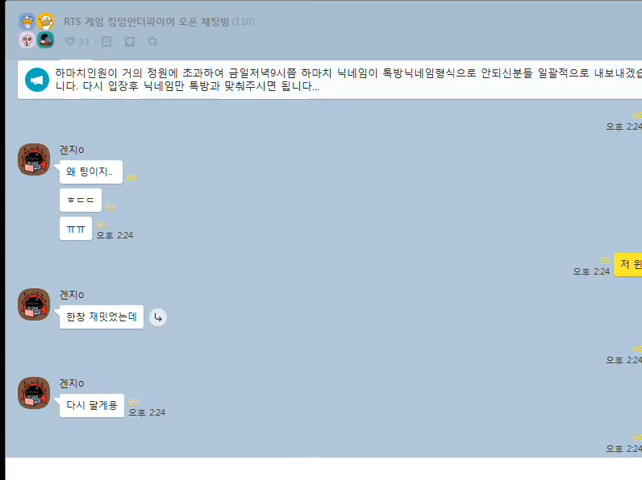 RTS 게임 킹덤언더파이어 오픈 채팅방 (110)
33
하마치인원이 거의 정원에 초과하여 금일저녁9시쯤 하마치 닉네임이 톡방닉네임형식으로 안되신분들 일괄적으로 내보내겠습
니다. 다시 입장후 닉네임만 톡방과 맞춰주시면 됩니다...
오후 2:24
겐지o
왜 팅이지..
ㅎㄷㄷ
ㅠㅠ
오후 2:24
저 윈
오후 2:24
겐지o
한창 재밋었는데
오후 2:24
겐지o
다시 팔게용
오후 2:24
오후 2:24